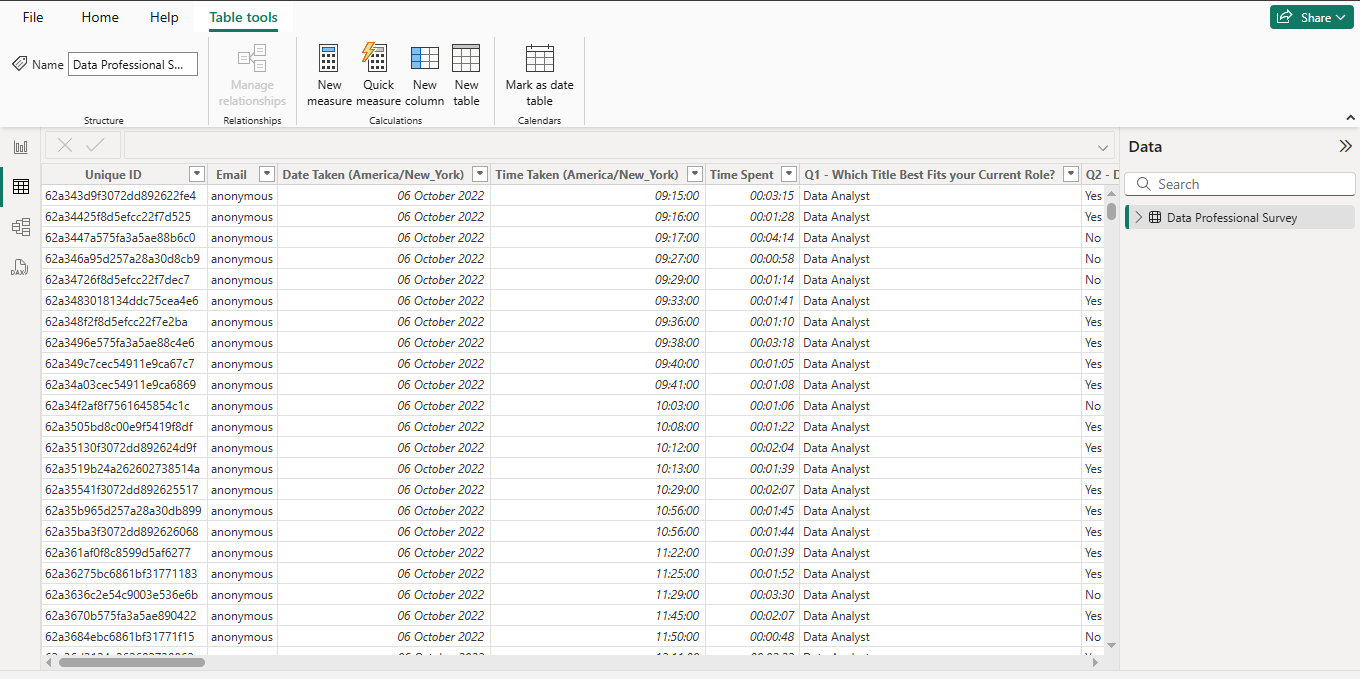 File Home Help Table tools Share
Name Data Professional S...
Manage relationships
New measure
Quick measure
New column
New table
Mark as date table
Structure Relationships Calculations Calendars
Data
Search
Data Professional Survey
DAX
Unique ID Email Date Taken (America/New_York) Time Taken (America/New_York) Time Spent Q1 - Which Title Best Fits your Current Role? Q2 - D
62a343d9f3072dd892622fe4 anonymous 06 October 2022 09:15:00 00:03:15 Data Analyst Yes
62a34425f8d5efcc22f7d525 anonymous 06 October 2022 09:16:00 00:01:28 Data Analyst Yes
62a3447a575fa3a5ae88b6c0 anonymous 06 October 2022 09:17:00 00:04:14 Data Analyst No
62a346a95d257a28a30d8cb9 anonymous 06 October 2022 09:27:00 00:00:58 Data Analyst No
62a34726f8d5efcc22f7dec7 anonymous 06 October 2022 09:29:00 00:01:14 Data Analyst No
62a3483018134ddc75cea4e6 anonymous 06 October 2022 09:33:00 00:01:41 Data Analyst Yes
62a348f2f8d5efcc22f7e2ba anonymous 06 October 2022 09:36:00 00:01:10 Data Analyst Yes
62a3496e575fa3a5ae88c4e6 anonymous 06 October 2022 09:38:00 00:03:18 Data Analyst Yes
62a349c7cec54911e9ca67c7 anonymous 06 October 2022 09:40:00 00:01:05 Data Analyst Yes
62a34a03cec54911e9ca6869 anonymous 06 October 2022 09:41:00 00:01:08 Data Analyst Yes
62a34f2af8f7561645854c1c anonymous 06 October 2022 10:03:00 00:01:06 Data Analyst No
62a3505bd8c00e9f5419f8df anonymous 06 October 2022 10:08:00 00:01:22 Data Analyst Yes
62a35130f3072dd892624d9f anonymous 06 October 2022 10:12:00 00:02:04 Data Analyst Yes
62a3519b24a262602738514a anonymous 06 October 2022 10:13:00 00:01:39 Data Analyst Yes
62a35541f3072dd892625517 anonymous 06 October 2022 10:29:00 00:02:07 Data Analyst Yes
62a35b965d257a28a30db899 anonymous 06 October 2022 10:56:00 00:01:45 Data Analyst Yes
62a35ba3f3072dd892626068 anonymous 06 October 2022 10:56:00 00:01:44 Data Analyst Yes
62a361af0f8c8599d5af6277 anonymous 06 October 2022 11:22:00 00:01:39 Data Analyst Yes
62a36275bc6861bf31771183 anonymous 06 October 2022 11:25:00 00:01:52 Data Analyst Yes
62a3636c2e54c9003e536e6b anonymous 06 October 2022 11:29:00 00:03:30 Data Analyst No
62a3670b575fa3a5ae890422 anonymous 06 October 2022 11:45:00 00:02:07 Data Analyst Yes
62a3684ebc6861bf31771f15 anonymous 06 October 2022 11:50:00 00:00:48 Data Analyst No